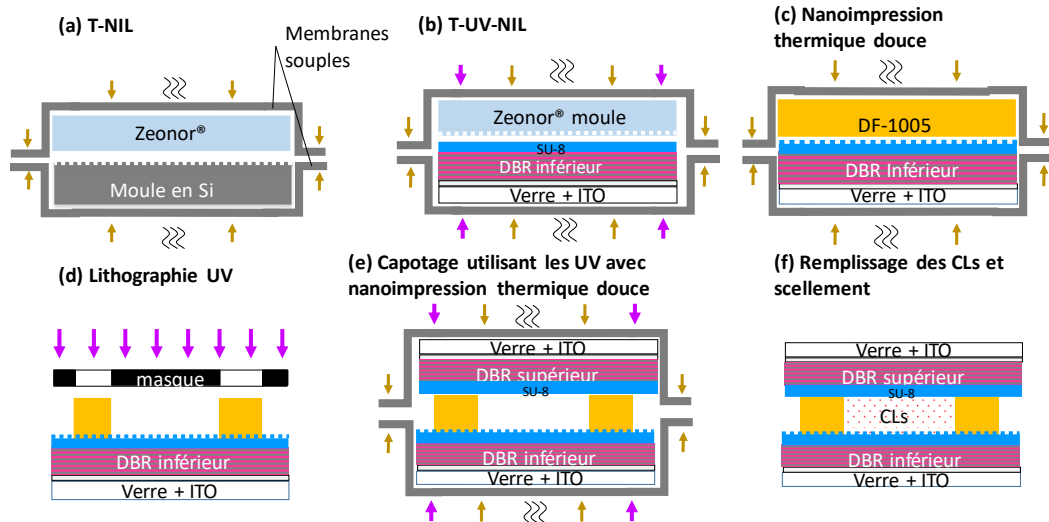 (a) T-NIL
Membranes
souples
Zeonor®
Moule en Si
(b) T-UV-NIL
Zeonor® moule
SU-8
DBR inférieur
Verre + ITO
(c) Nanoimpression
thermique douce
DF-1005
DBR Inférieur
Verre + ITO
(d) Lithographie UV
masque
DBR inférieur
Verre + ITO
(e) Capotage utilisant les UV avec
nanoimpression thermique douce
Verre + ITO
DBR supérieur
SU-8
DBR inférieur
Verre + ITO
(f) Remplissage des CLs et
scellement
Verre + ITO
DBR supérieur
SU-8
CLs
DBR inférieur
Verre + ITO